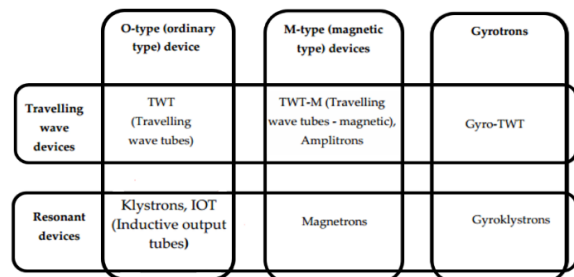 O-type (ordinary
type) device
M-type (magnetic
type) devices
Gyrotrons
Travelling
wave
devices
TWT
(Travelling
wave tubes)
TWT-M (Travelling
wave tubes - magnetic),
Amplitrons
Gyro-TWT
Resonant
devices
Klystrons, IOT
(Inductive output
tubes)
Magnetrons
Gyroklystrons